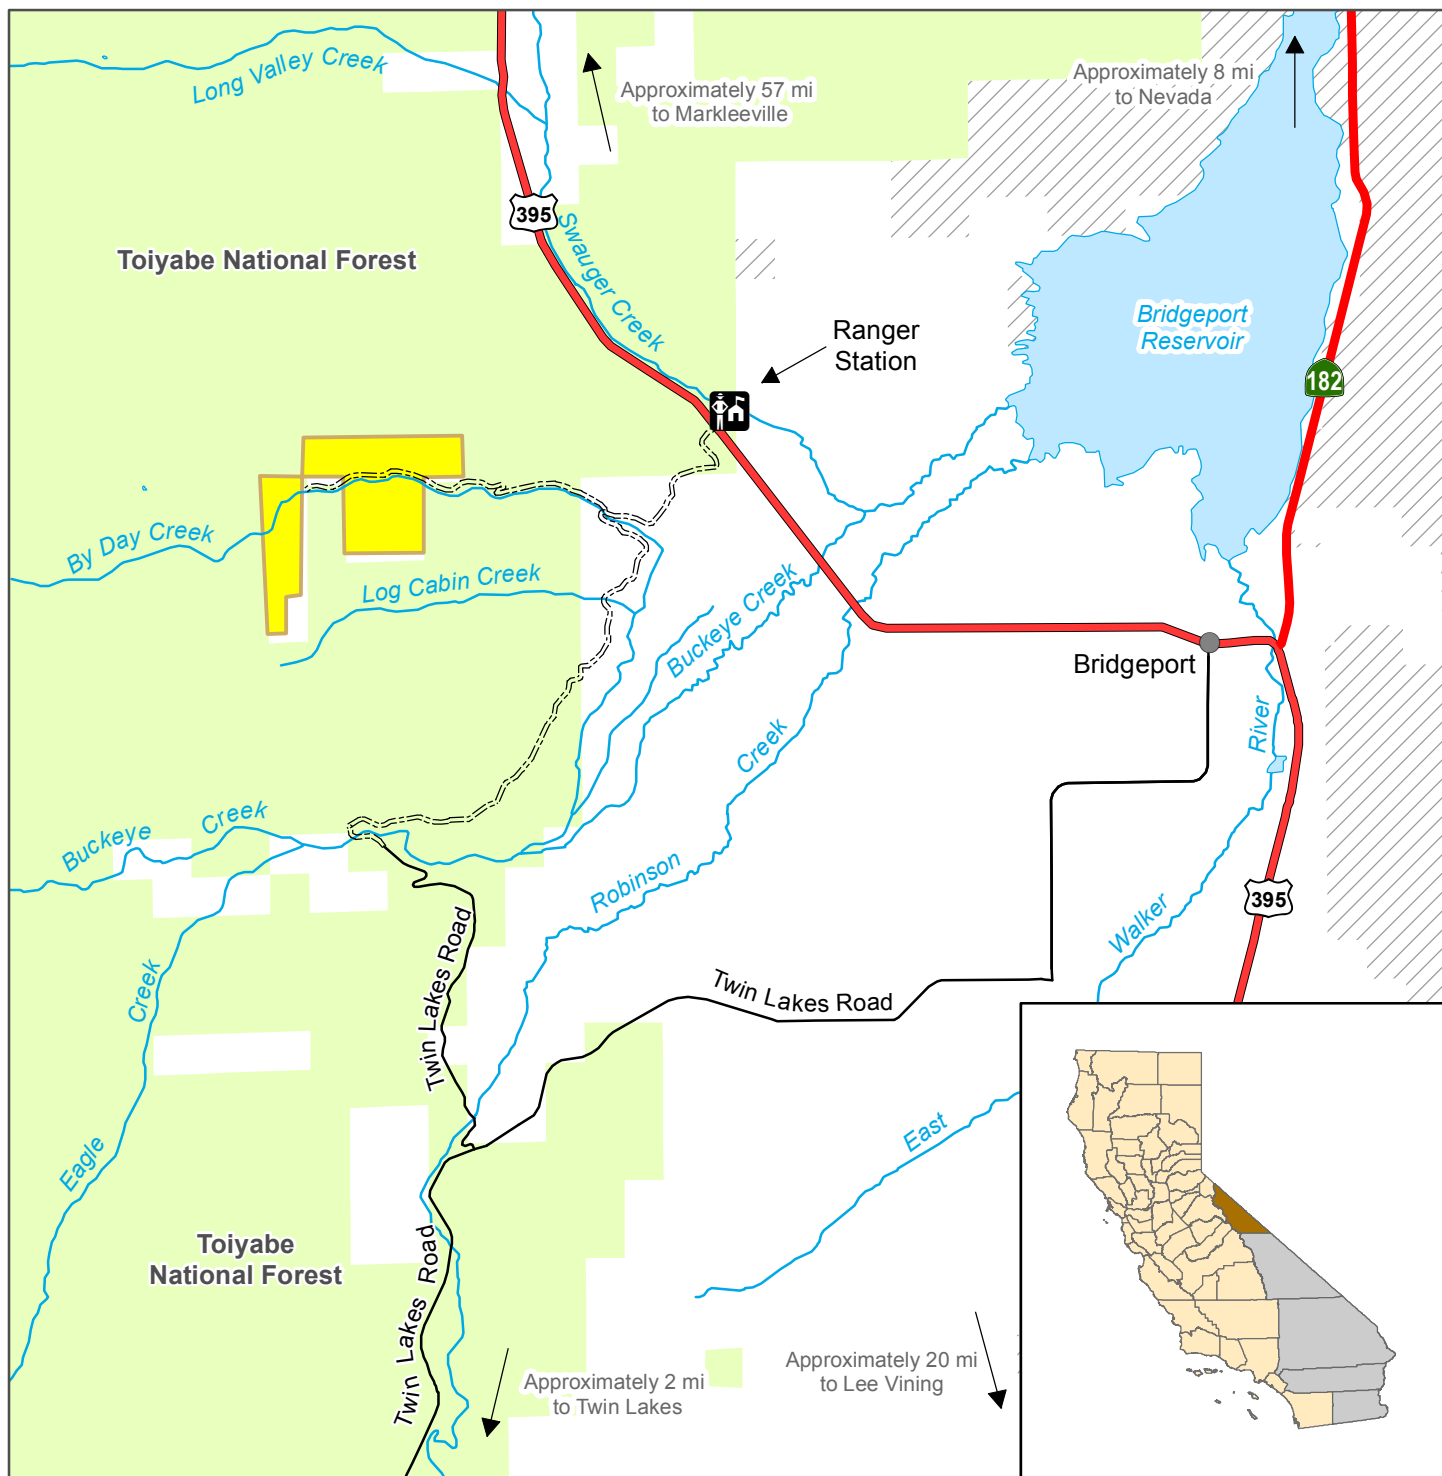 Long Valley Creek
Approximately 57 mi
to Markleeville
Approximately 8 mi
to Nevada
395
Swauger Creek
Toiyabe National Forest
Ranger
Station
Bridgeport
Reservoir
182
By Day Creek
Log Cabin Creek
Buckeye Creek
Bridgeport
River
Creek
Buckeye Creek
Robinson
395
Walker
Twin Lakes Road
Twin Lakes Road
Creek
Eagle
East
Toiyabe
National Forest
Twin Lakes Road
Approximately 2 mi
to Twin Lakes
Approximately 20 mi
to Lee Vining